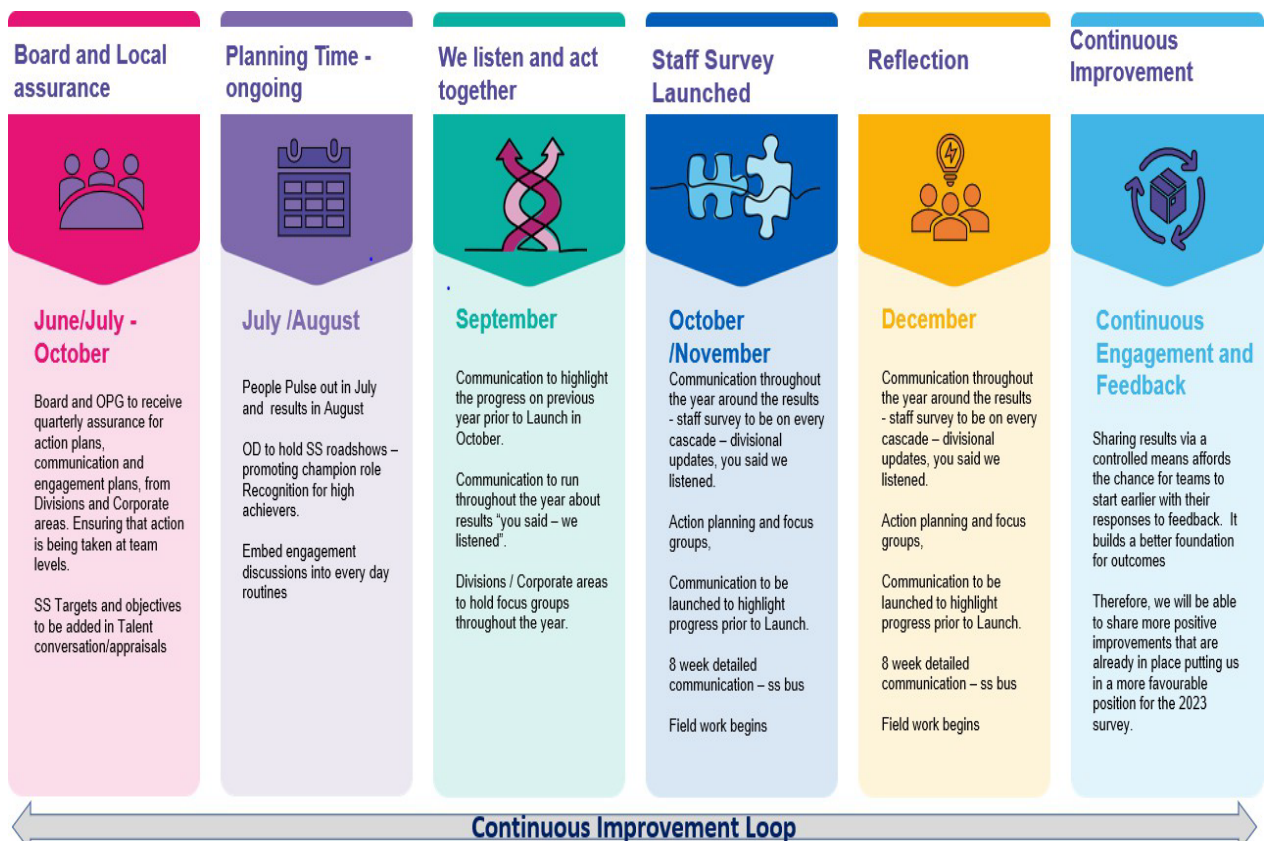 Board and Local
assurance
June/July -
October
Board and OPG to receive
quarterly assurance for
action plans,
communication and
engagement plans, from
Divisions and Corporate
areas. Ensuring that action
is being taken at team
levels.
SS Targets and objectives
to be added in Talent
conversation/appraisals
Planning Time -
ongoing
July /August
People Pulse out in July
and  results in August
OD to hold SS roadshows –
promoting champion role
Recognition for high
achievers.
Embed engagement
discussions into every day
routines
We listen and act
together
September
Communication to highlight
the progress on previous
year prior to Launch in
October.
Communication to run
throughout the year about
results “you said – we
listened”.
Divisions / Corporate areas
to hold focus groups
throughout the year.
Staff Survey
Launched
October
/November
Communication throughout
the year around the results
- staff survey to be on every
cascade – divisional
updates, you said we
listened.
Action planning and focus
groups,
Communication to be
launched to highlight
progress prior to Launch.
8 week detailed
communication – ss bus
Field work begins
Reflection
December
Communication throughout
the year around the results
- staff survey to be on every
cascade – divisional
updates, you said we
listened.
Action planning and focus
groups,
Communication to be
launched to highlight
progress prior to Launch.
8 week detailed
communication – ss bus
Field work begins
Continuous
Improvement
Continuous
Engagement and
Feedback
Sharing results via a
controlled means affords
the chance for teams to
start earlier with their
responses to feedback.  It
builds a better foundation
for outcomes
Therefore, we will be able
to share more positive
improvements that are
already in place putting us
in a more favourable
position for the 2023
survey.
Continuous Improvement Loop